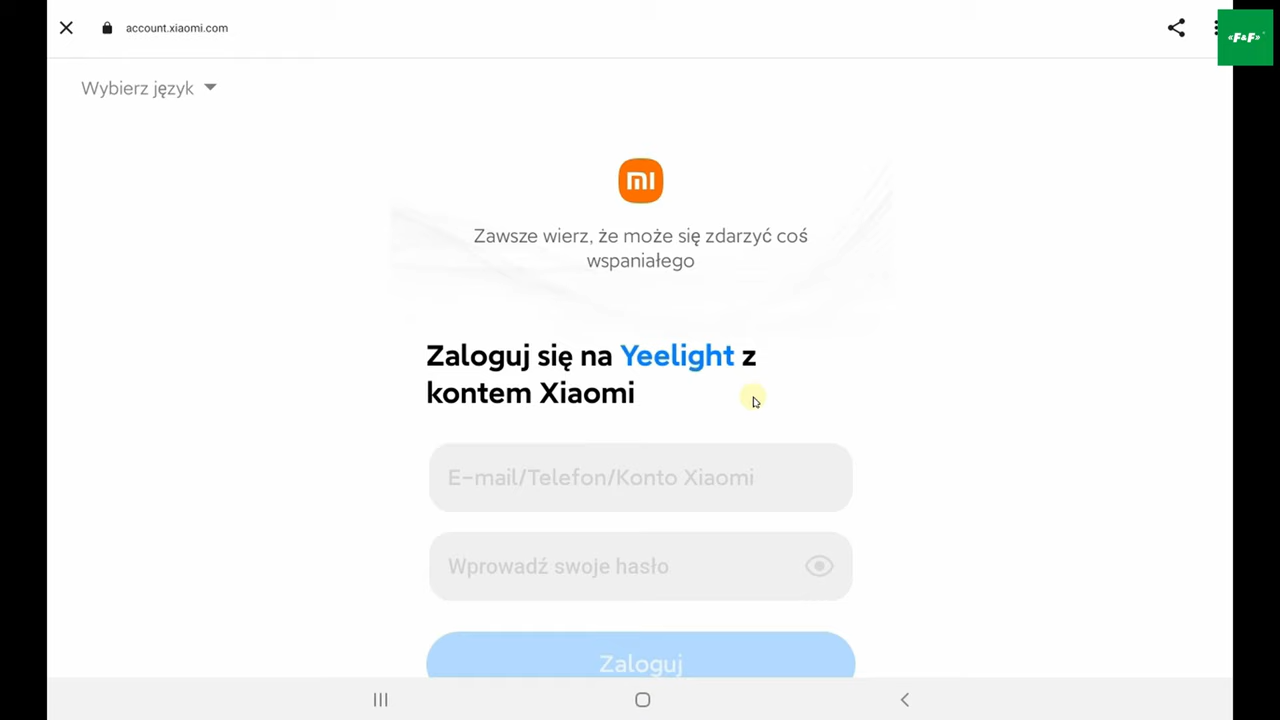 account.xiaomi.com
«F&F»
Wybierz język
mi
Zawsze wierz, że może się zdarzyć coś
wspaniałego
Zaloguj się na Yeelight z
kontem Xiaomi
E-mail/Telefon/Konto Xiaomi
Wprowadź swoje hasło
Zaloguj